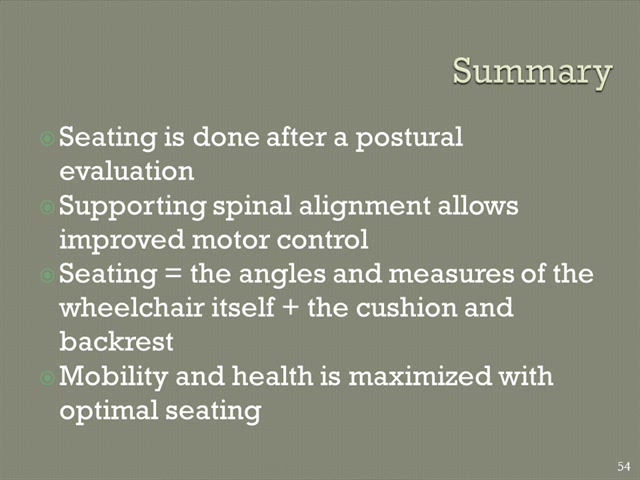 Summary
Seating is done after a postural
evaluation
Supporting spinal alignment allows
improved motor control
Seating = the angles and measures of the
wheelchair itself + the cushion and
backrest
Mobility and health is maximized with
optimal seating
54